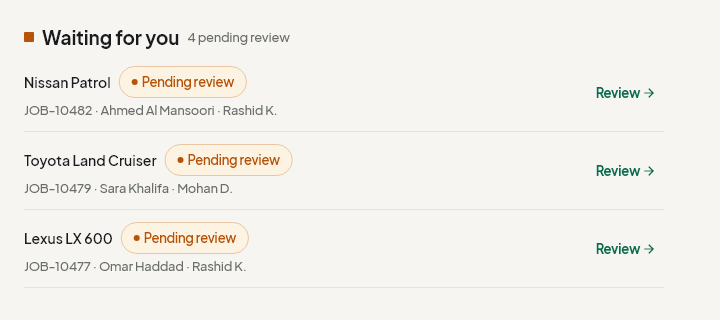 Waiting for you 4 pending review
Nissan Patrol Pending review
JOB-10482 · Ahmed Al Mansoori · Rashid K.
Review →
Toyota Land Cruiser Pending review
JOB-10479 · Sara Khalifa · Mohan D.
Review →
Lexus LX 600 Pending review
JOB-10477 · Omar Haddad · Rashid K.
Review →